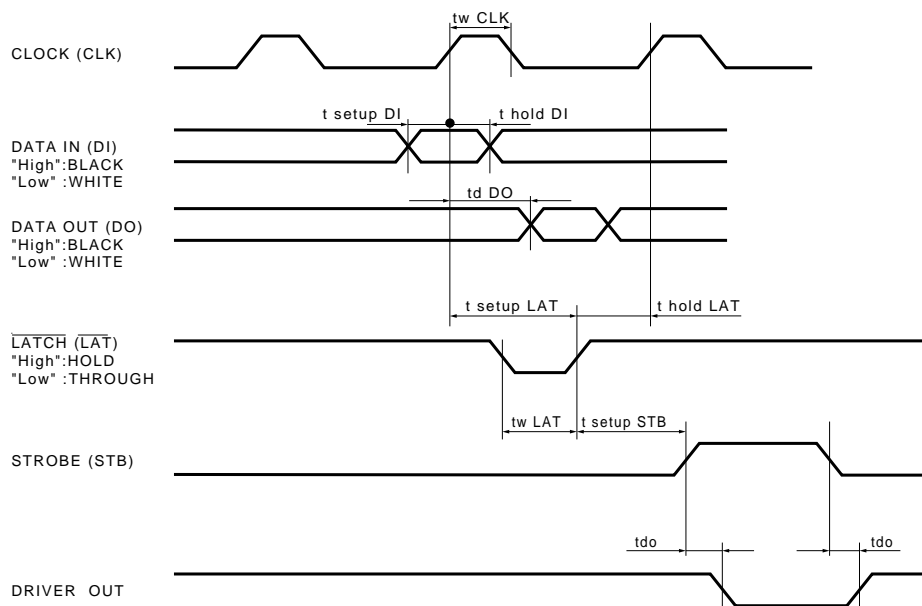 tw CLK
CLOCK (CLK)
t setup DI
t hold DI
DATA IN (DI)
"High":BLACK
"Low" :WHITE
td DO
DATA OUT (DO)
"High":BLACK
"Low" :WHITE
t setup LAT
t hold LAT
LATCH (LAT)
"High":HOLD
"Low" :THROUGH
tw LAT
t setup STB
STROBE (STB)
tdo
tdo
DRIVER OUT